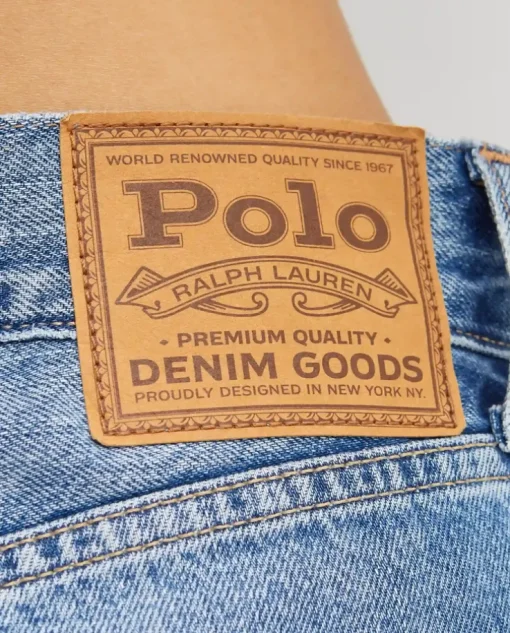 WORLD RENOWNED QUALITY SINCE 1967
Polo
RALPH LAUREN
• PREMIUM QUALITY •
DENIM GOODS
PROUDLY DESIGNED IN NEW YORK NY.